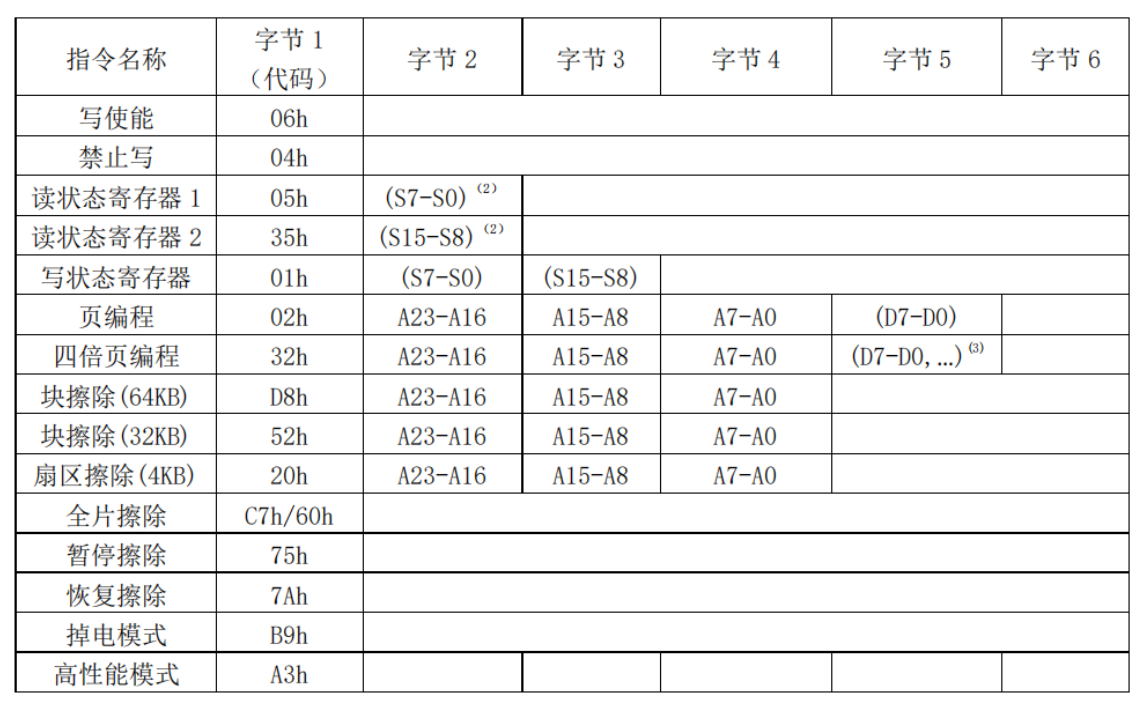 指令名称 字节 1 （代码） 字节 2 字节 3 字节 4 字节 5 字节 6
写使能 06h
禁止写 04h
读状态寄存器 1 05h (S7-S0) (2)
读状态寄存器 2 35h (S15-S8) (2)
写状态寄存器 01h (S7-S0) (S15-S8)
页编程 02h A23-A16 A15-A8 A7-A0 (D7-D0)
四倍页编程 32h A23-A16 A15-A8 A7-A0 (D7-D0,…) (3)
块擦除(64KB) D8h A23-A16 A15-A8 A7-A0
块擦除(32KB) 52h A23-A16 A15-A8 A7-A0
扇区擦除(4KB) 20h A23-A16 A15-A8 A7-A0
全片擦除 C7h/60h
暂停擦除 75h
恢复擦除 7Ah
掉电模式 B9h
高性能模式 A3h